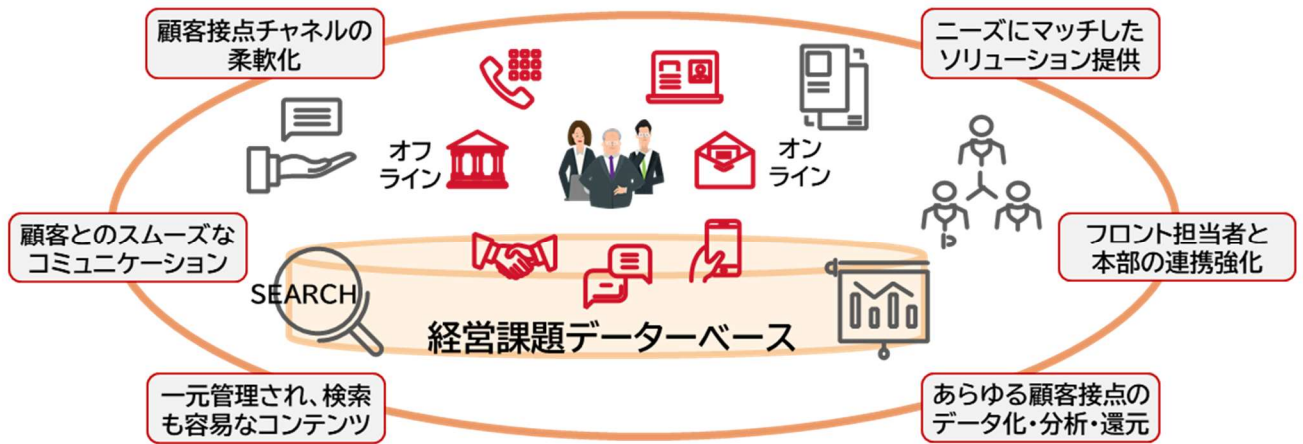 顧客接点チャネルの
柔軟化
ニーズにマッチした
ソリューション提供
オフ
ライン
オン
ライン
顧客とのスムーズな
コミュニケーション
フロント担当者と
本部の連携強化
SEARCH
経営課題データーベース
一元管理され、検索
も容易なコンテンツ
あらゆる顧客接点の
データ化・分析・還元